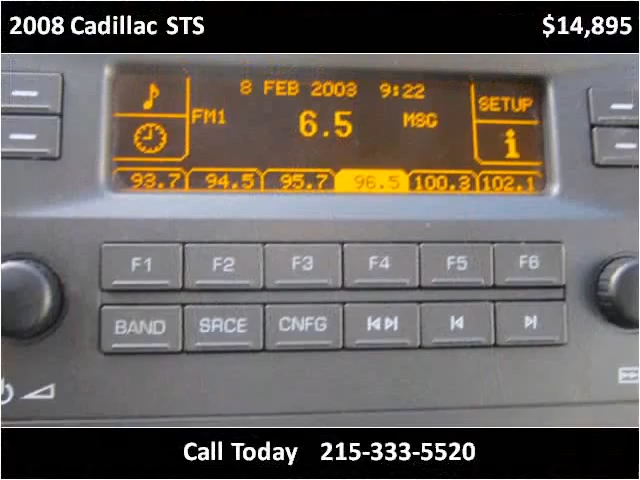 2008 Cadillac STS $14,895
8 FEB 2003 9:22
SETUP
FM1 6.5 MSG
i
93.7 94.5 95.7 96.5 100.3 102.1
F1 F2 F3 F4 F5 F6
BAND SRCE CNFG
Call Today 215-333-5520